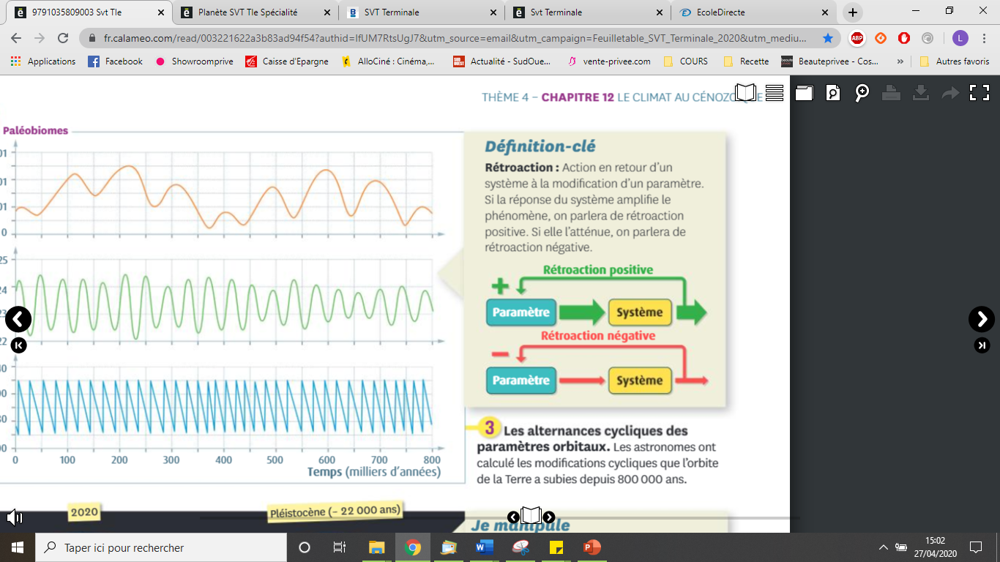 9791035809003 Svt Tle
Planète SVT Tle Spécialité
SVT Terminale
Svt Terminale
EcoleDirecte
fr.calameo.com/read/003221622a3b83ad94f54?authid=IfUM7RtsUgJ7&utm_source=email&utm_campaign=Feuilletable_SVT_Terminale_2020&utm_mediu...
ABP
L
Applications
Facebook
Showroomprive
Caisse d'Epargne
AlloCiné : Cinéma,...
SUD OUEST
Actualité - SudOue...
vente-privee.com
COURS
Recette
Beauteprivee - Cos...
»
Autres favoris
THÈME 4 – CHAPITRE 12 LE CLIMAT AU CÉNOZOÏQUE
Paléobiomes
01
01
01
0
25
24
23
22
40
00
80
00
0 100 200 300 400 500 600 700 800
Temps (milliers d'années)
Définition-clé
Rétroaction : Action en retour d'un
système à la modification d'un paramètre.
Si la réponse du système amplifie le
phénomène, on parlera de rétroaction
positive. Si elle l'atténue, on parlera de
rétroaction négative.
Rétroaction positive
+
Paramètre
Système
Rétroaction négative
–
Paramètre
Système
3 Les alternances cycliques des
paramètres orbitaux. Les astronomes ont
calculé les modifications cycliques que l'orbite
de la Terre a subies depuis 800 000 ans.
2020
Pléistocène (– 22 000 ans)
Je manipule
Taper ici pour rechercher
15:02
27/04/2020